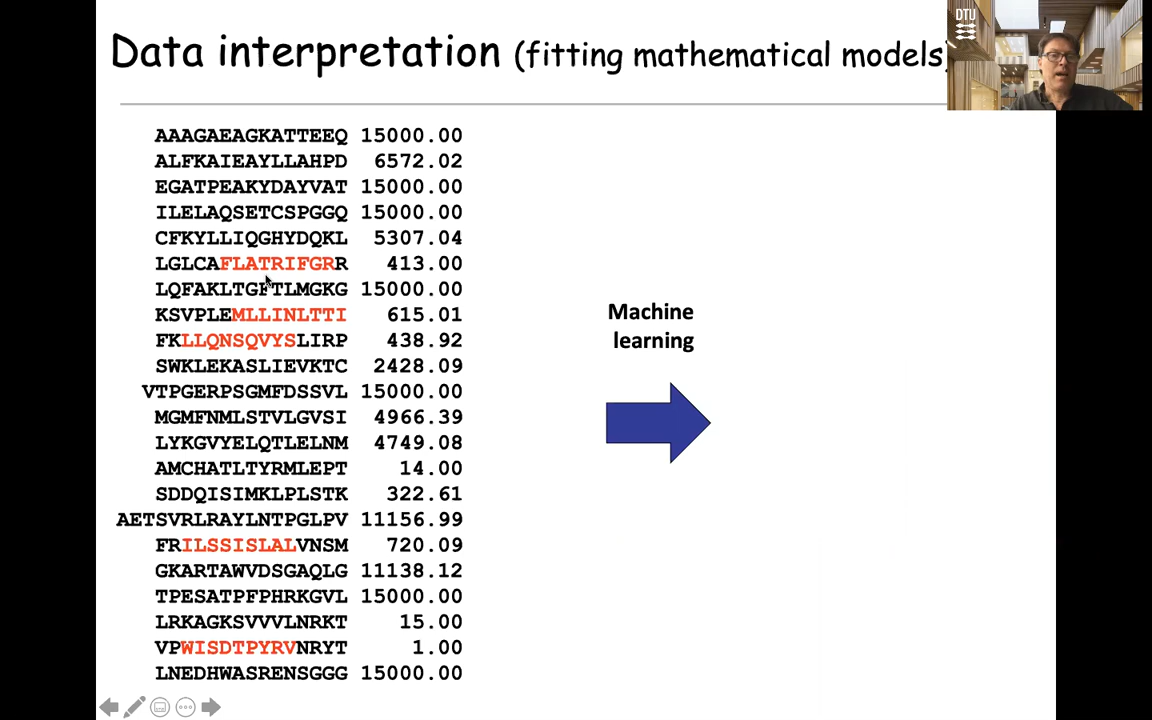 Data interpretation (fitting mathematical models)
DTU
AAAGAEAGKATTEEQ 15000.00
ALFKAIEAYLLAHPD 6572.02
EGATPEAKYDAYVAT 15000.00
ILELAQSETCSPGGQ 15000.00
CFKYLLIQGHYDQKL 5307.04
LGLCAFLATRIFGRR 413.00
LQFAKLTGFTLMGKG 15000.00
KSVPLEMLLINLTTI 615.01
FKLLQNSQVYSLIRP 438.92
SWKLEKASLIEVKTC 2428.09
VTPGERPSGMFDSSVL 15000.00
MGMFNMLSTVLGVSI 4966.39
LYKGVYELQTLELNM 4749.08
AMCHATLTYRMLEPT 14.00
SDDQISIMKLPLSTK 322.61
AETSVRLRAYLNTPGLPV 11156.99
FRILSSISLALVNSM 720.09
GKARTAWVDSGAQLG 11138.12
TPESATPFPHRKGVL 15000.00
LRKAGKSVVVLNRKT 15.00
VPWISDTPYRVNRYT 1.00
LNEDHWASRENSGGG 15000.00
Machine
learning